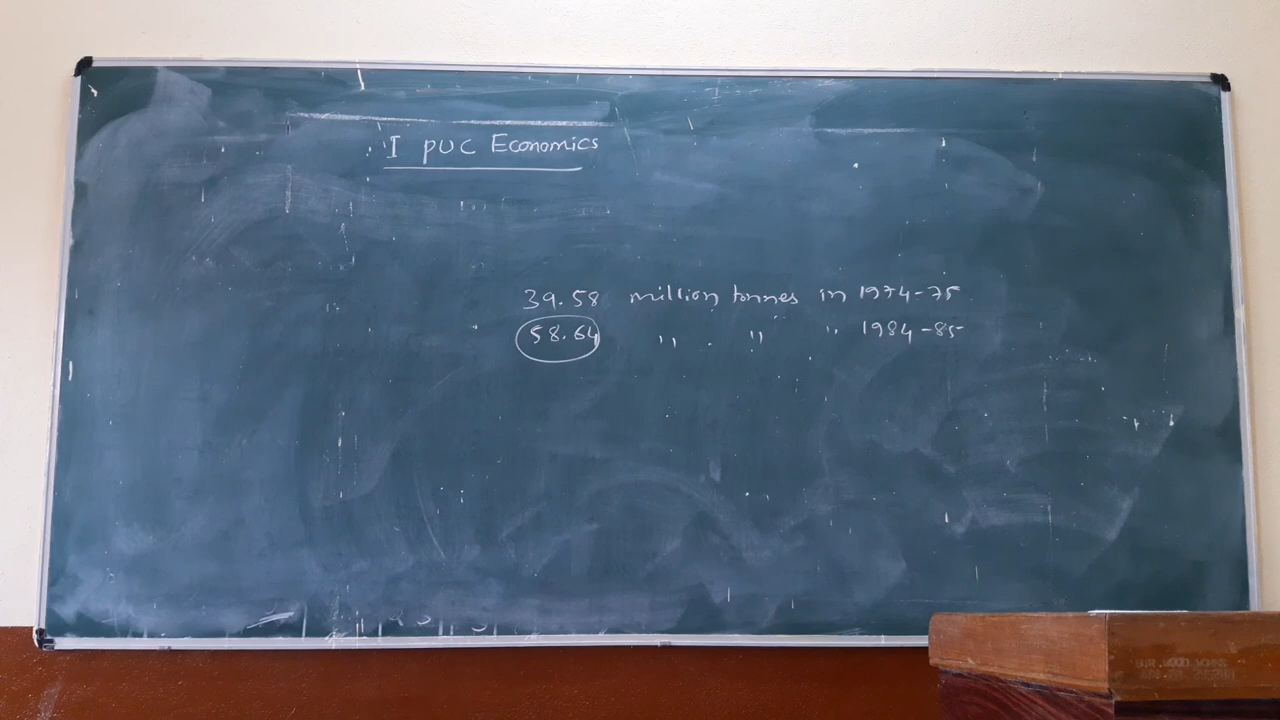 I PUC Economics
39.58 million tonnes in 1974-75
58.64 " " " 1984-85